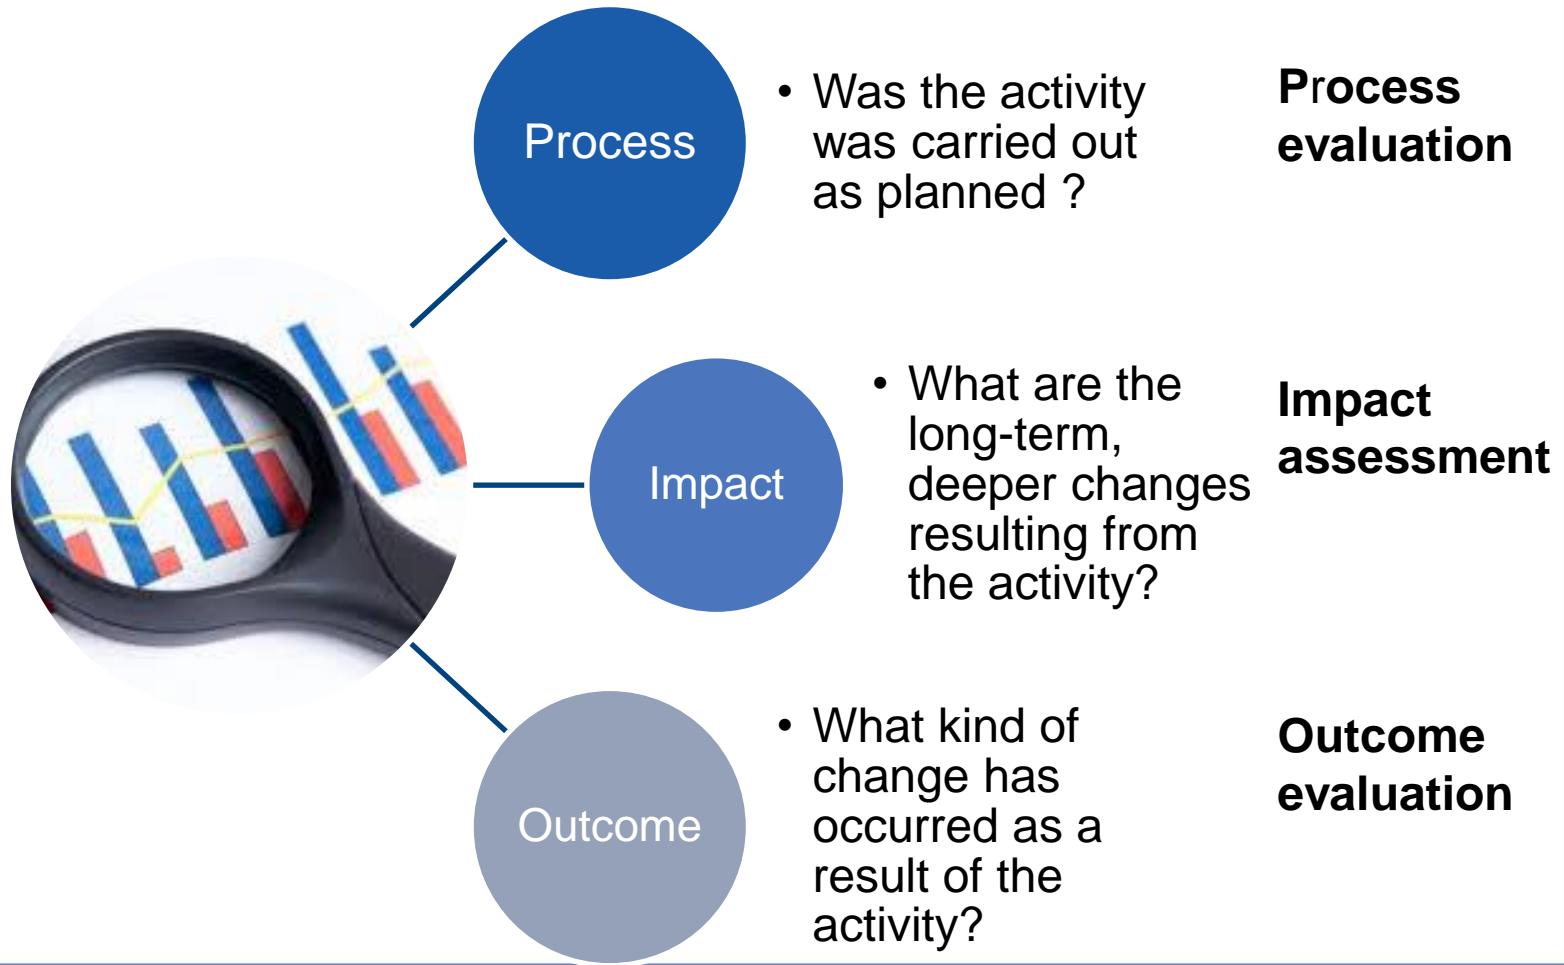 Process
• Was the activity
was was carried out
as planned ?
Process
evaluation
Impact
• What are the
long-term,
deeper changes
resulting from
the activity?
Impact
assessment
Outcome
• What kind of
change has
occurred as a
result of the
activity?
Outcome
evaluation